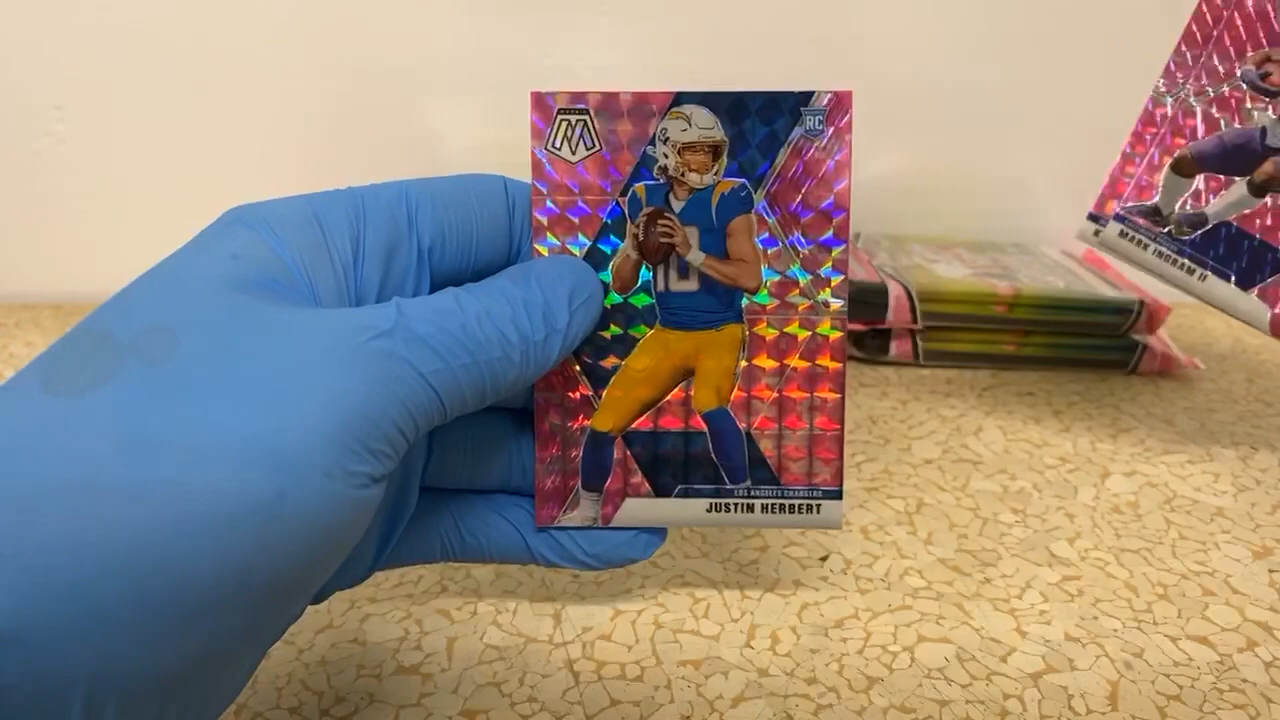 RC
10
LOS ANGELES CHARGERS
JUSTIN HERBERT
MARK INGRAM II